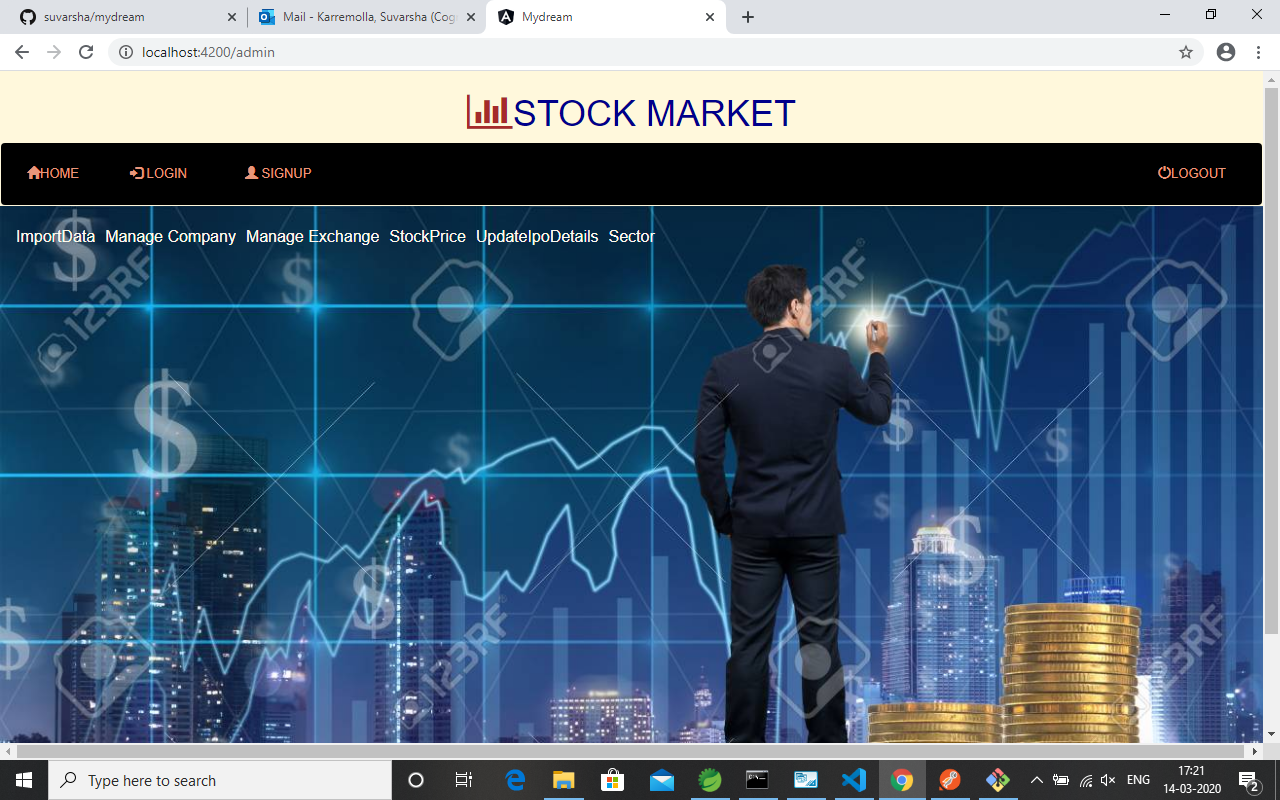 suvarsha/mydream
Mail - Karremolla, Suvarsha (Cog
Mydream
localhost:4200/admin
STOCK MARKET
HOME LOGIN SIGNUP LOGOUT
ImportData Manage Company Manage Exchange StockPrice UpdateIpoDetails Sector
123RF®
123RF
123RF
123RF
123RF
$
$
$
$
$
$
$
$
$
$
$
Type here to search
ENG
17:21
14-03-2020
2